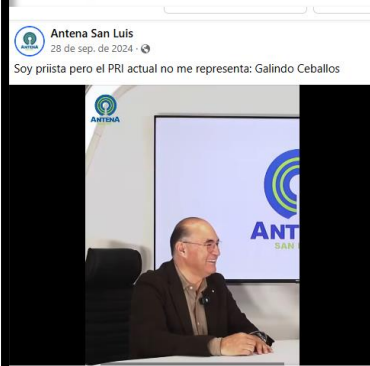 Antena San Luis
28 de sep. de 2024 ·
Soy priista pero el PRI actual no me representa: Galindo Ceballos
ANTENA
ANTEN
SAN